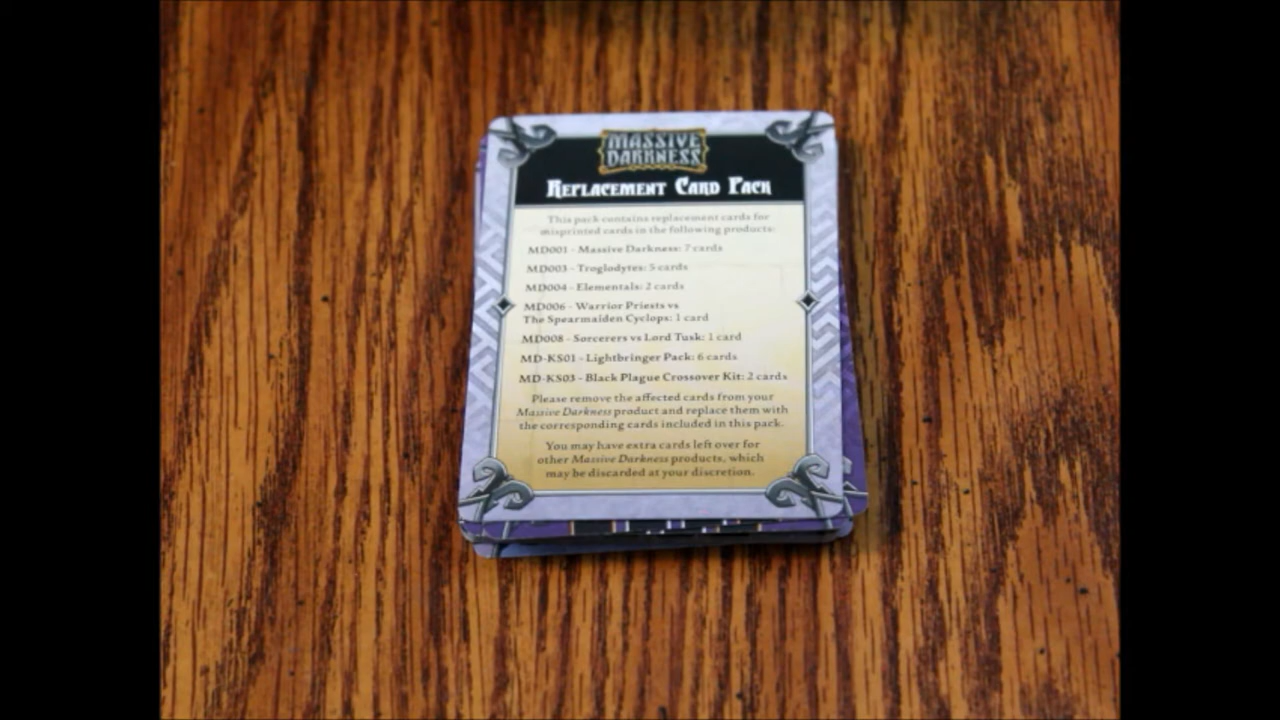 MASSIVE
DARKNESS
Replacement Card Pack
This pack contains replacement cards for
misprinted cards in the following products:
MD001 - Massive Darkness: 7 cards
MD003 - Troglodytes: 5 cards
MD004 - Elementals: 2 cards
MD006 - Warrior Priests vs
The Spearmaiden Cyclops: 1 card
MD008 - Sorcerers vs Lord Tusk: 1 card
MD-KS01 - Lightbringer Pack: 6 cards
MD-KS03 - Black Plague Crossover Kit: 2 cards
Please remove the affected cards from your
Massive Darkness product and replace them with
the corresponding cards included in this pack.
You may have extra cards left over for
other Massive Darkness products, which
may be discarded at your discretion.